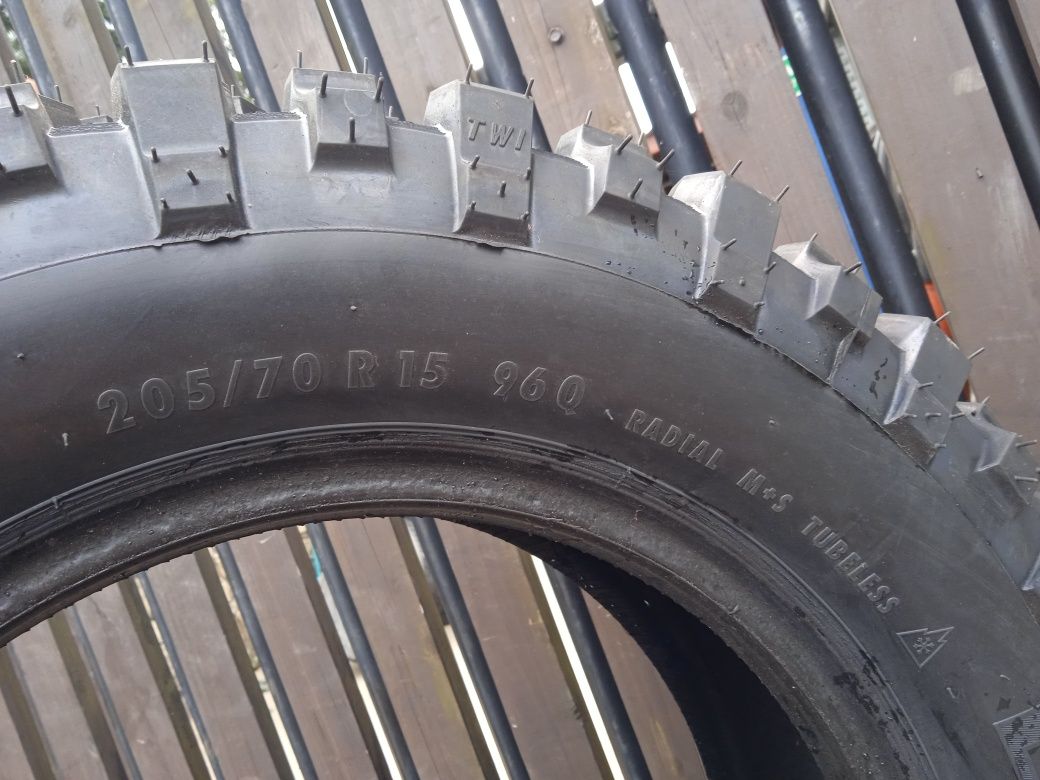 TWI
205/70 R 15 96Q RADIAL M+S TUBELESS